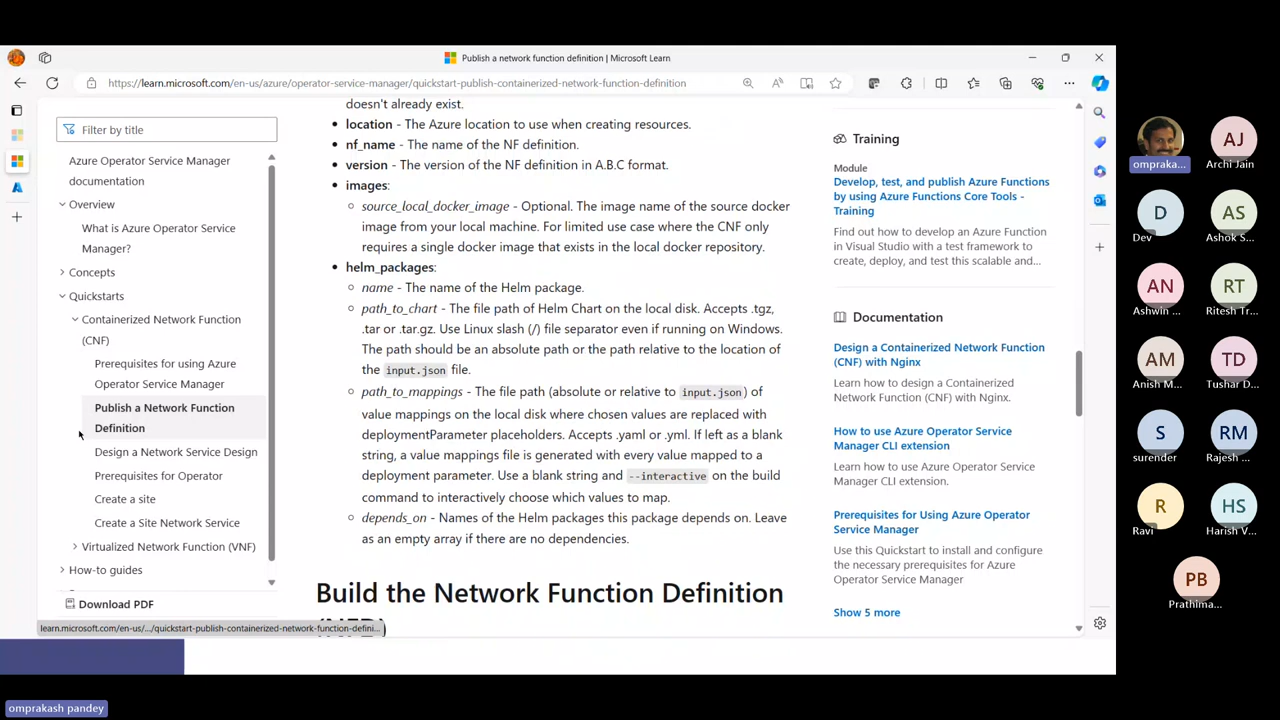 Publish a network function definition | Microsoft Learn
https://learn.microsoft.com/en-us/azure/operator-service-manager/quickstart-publish-containerized-network-function-definition
Filter by title
Azure Operator Service Manager
documentation
Overview
What is Azure Operator Service
Manager?
Concepts
Quickstarts
Containerized Network Function
(CNF)
Prerequisites for using Azure
Operator Service Manager
Publish a Network Function
Definition
Design a Network Service Design
Prerequisites for Operator
Create a site
Create a Site Network Service
Virtualized Network Function (VNF)
How-to guides
Download PDF
learn.microsoft.com/en-us/.../quickstart-publish-containerized-network-function-defini...
doesn't already exist.
location - The Azure location to use when creating resources.
nf_name - The name of the NF definition.
version - The version of the NF definition in A.B.C format.
images:
source_local_docker_image - Optional. The image name of the source docker
image from your local machine. For limited use case where the CNF only
requires a single docker image that exists in the local docker repository.
helm_packages:
name - The name of the Helm package.
path_to_chart - The file path of Helm Chart on the local disk. Accepts .tgz,
.tar or .tar.gz. Use Linux slash (/) file separator even if running on Windows.
The path should be an absolute path or the path relative to the location of
the input.json file.
path_to_mappings - The file path (absolute or relative to input.json) of
value mappings on the local disk where chosen values are replaced with
deploymentParameter placeholders. Accepts .yaml or .yml. If left as a blank
string, a value mappings file is generated with every value mapped to a
deployment parameter. Use a blank string and --interactive on the build
command to interactively choose which values to map.
depends_on - Names of the Helm packages this package depends on. Leave
as an empty array if there are no dependencies.
Build the Network Function Definition
(NFD)
Training
Module
Develop, test, and publish Azure Functions
by using Azure Functions Core Tools -
Training
Find out how to develop an Azure Function
in Visual Studio with a test framework to
create, deploy, and test this scalable and...
Documentation
Design a Containerized Network Function
(CNF) with Nginx
Learn how to design a Containerized
Network Function (CNF) with Nginx.
How to use Azure Operator Service
Manager CLI extension
Learn how to use Azure Operator Service
Manager CLI extension.
Prerequisites for Using Azure Operator
Service Manager
Use this Quickstart to install and configure
the necessary prerequisites for Azure
Operator Service Manager
Show 5 more
ompraka...
AJ
Archi Jain
D
Dev
AS
Ashok S...
AN
Ashwin ...
RT
Ritesh Tr...
AM
Anish M...
TD
Tushar D...
S
surender
RM
Rajesh ...
R
Ravi
HS
Harish V...
PB
Prathima...
omprakash pandey